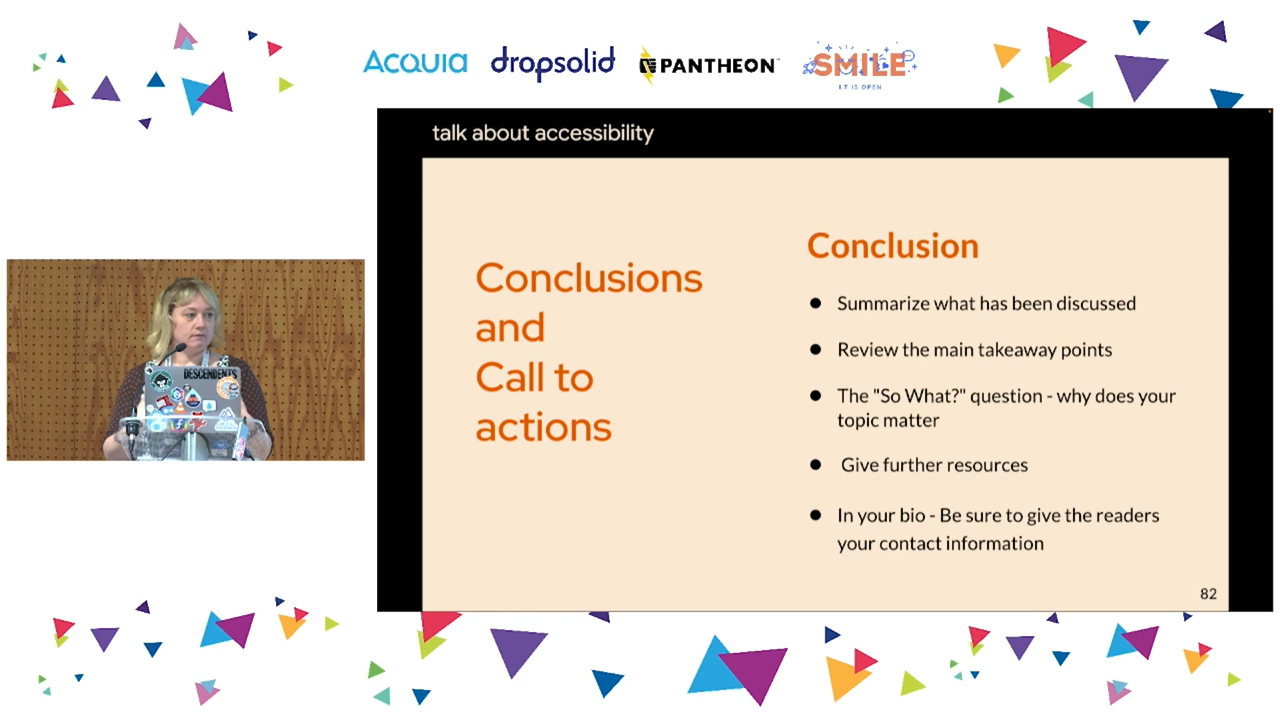 Acquia
dropsolid
PANTHEON
SMILE
I.T IS OPEN
talk about accessibility
Conclusions
and
Call to
actions
Conclusion
● Summarize what has been discussed
● Review the main takeaway points
● The "So What?" question - why does your
topic matter
● Give further resources
● In your bio - Be sure to give the readers
your contact information
82
DESCENDENTS